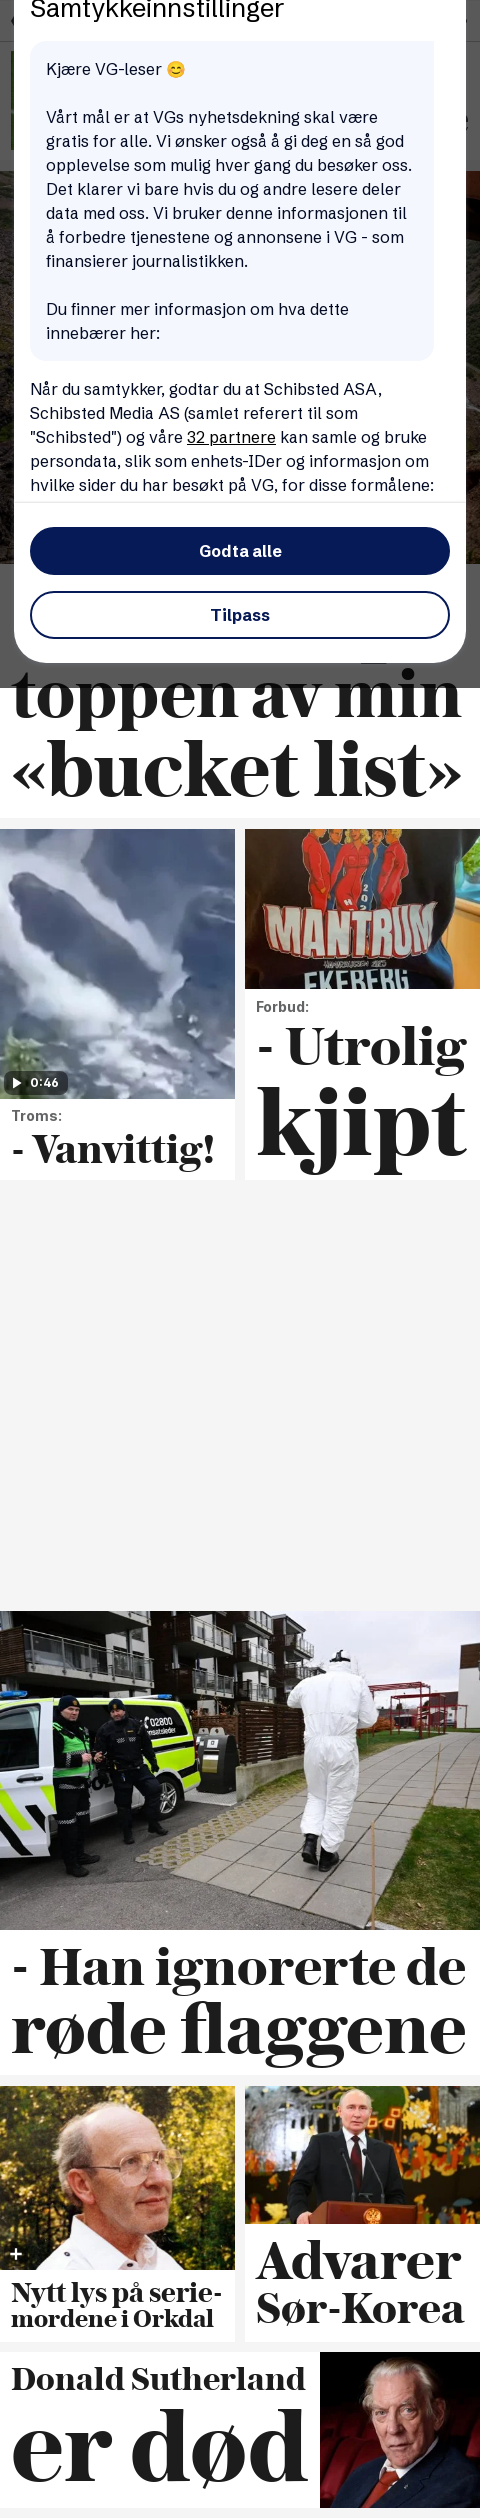 Samtykkeinnstillinger
Kjære VG-leser 😊
Vårt mål er at VGs nyhetsdekning skal være
gratis for alle. Vi ønsker også å gi deg en så god
opplevelse som mulig hver gang du besøker oss.
Det klarer vi bare hvis du og andre lesere deler
data med oss. Vi bruker denne informasjonen til
å forbedre tjenestene og annonsene i VG - som
finansierer journalistikken.
Du finner mer informasjon om hva dette
innebærer her:
Når du samtykker, godtar du at Schibsted ASA,
Schibsted Media AS (samlet referert til som
"Schibsted") og våre 32 partnere kan samle og bruke
persondata, slik som enhets-IDer og informasjon om
hvilke sider du har besøkt på VG, for disse formålene:
Godta alle
Tilpass
toppen av min
«bucket list»
0:46
Troms:
- Vanvittig!
MANTRUM
EKEBERG
Forbud:
- Utrolig
kjipt
02800
- Han ignorerte de
røde flaggene
Nytt lys på serie-
mordene i Orkdal
Advarer
Sør-Korea
Donald Sutherland
er død